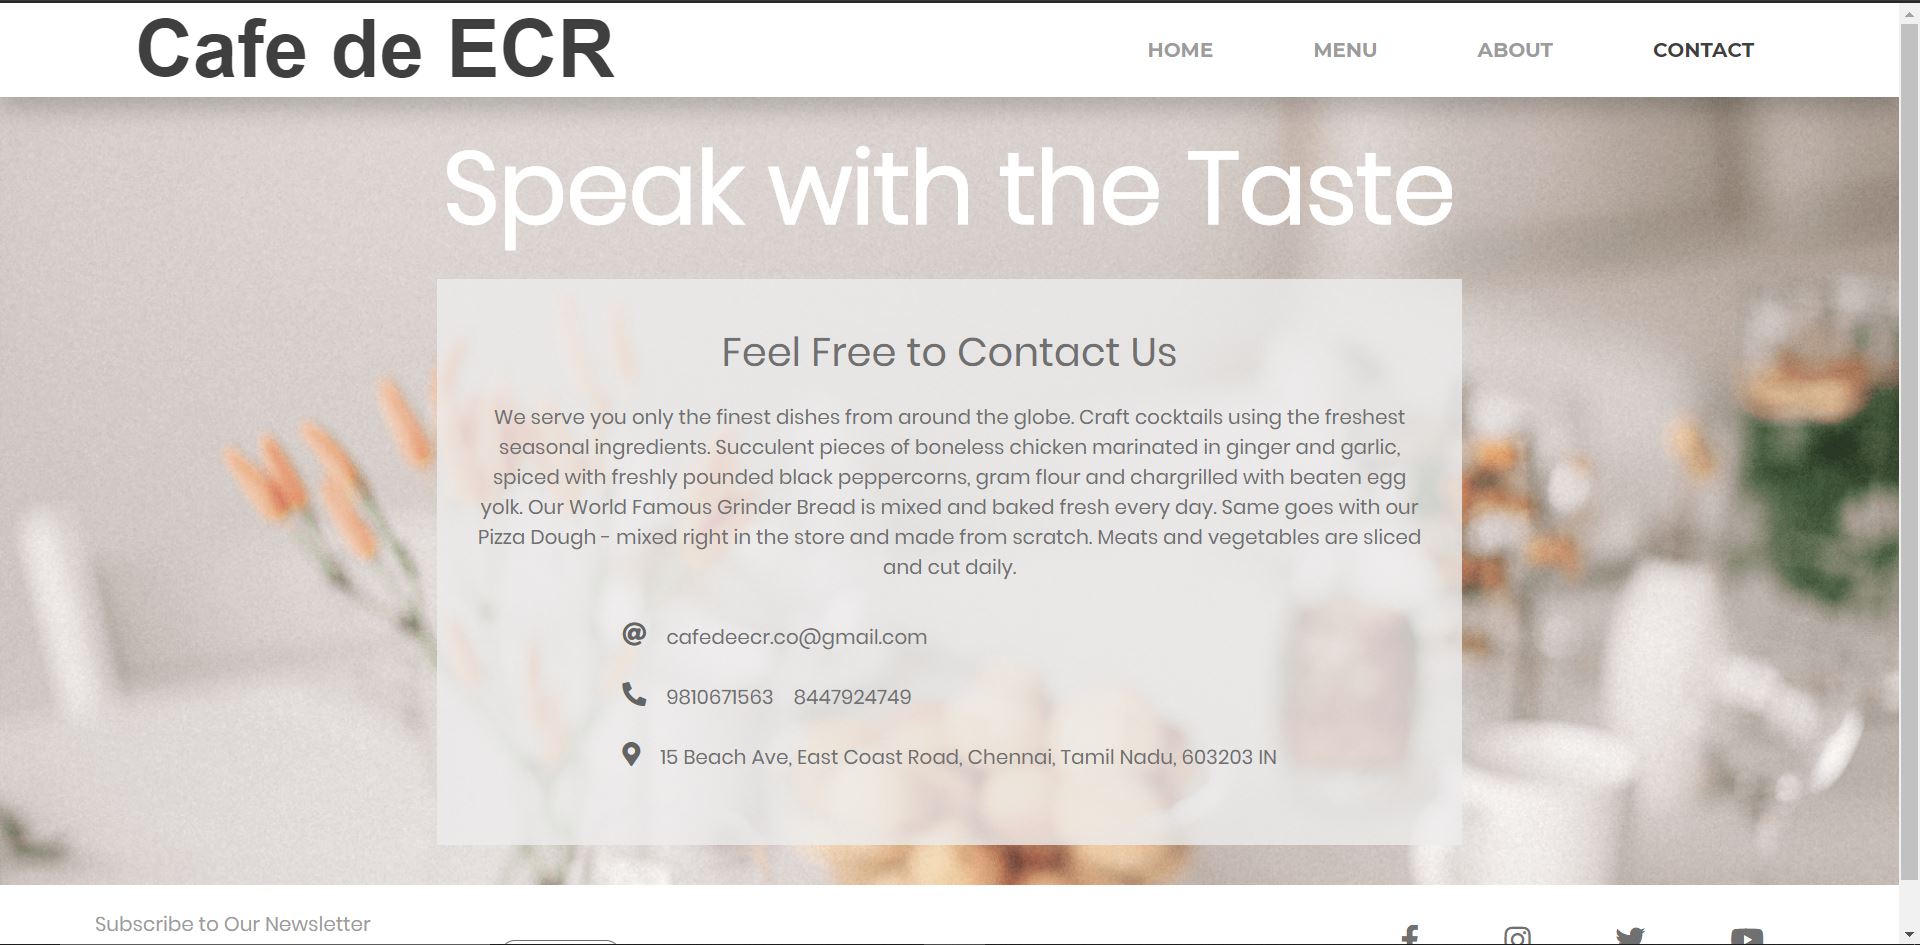 Cafe de ECR
HOME MENU ABOUT CONTACT
Speak with the Taste
Feel Free to Contact Us
We serve you only the finest dishes from around the globe. Craft cocktails using the freshest
seasonal ingredients. Succulent pieces of boneless chicken marinated in ginger and garlic,
spiced with freshly pounded black peppercorns, gram flour and chargrilled with beaten egg
yolk. Our World Famous Grinder Bread is mixed and baked fresh every day. Same goes with our
Pizza Dough - mixed right in the store and made from scratch. Meats and vegetables are sliced
and cut daily.
cafedeecr.co@gmail.com
9810671563 8447924749
15 Beach Ave, East Coast Road, Chennai, Tamil Nadu, 603203 IN
Subscribe to Our Newsletter